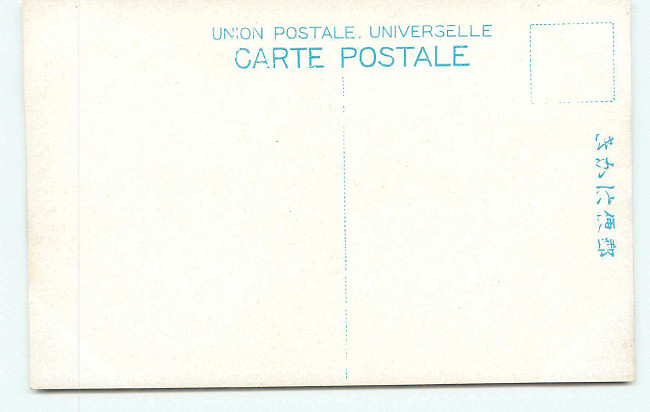 UNION POSTALE. UNIVERSELLE
CARTE POSTALE
郵便はかき